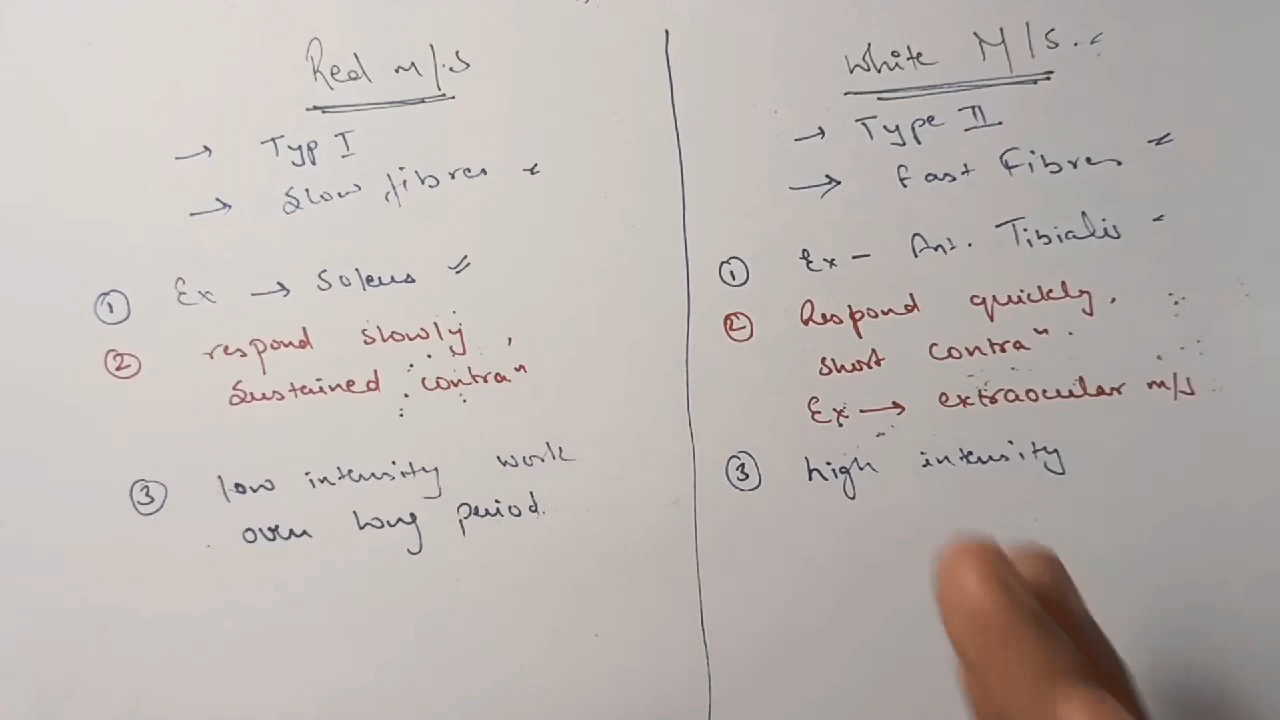 Red m/s
→ Typ I
→ Slow fibres
① Ex → Soleus
② respond slowly,
Sustained contraⁿ
③ low intensity work
over long period.
White M/s.
→ Type II
→ Fast Fibres
① Ex - Ant. Tibialis
② Respond quickly,
short contraⁿ.
Ex → extraocular m/s
③ high intensity